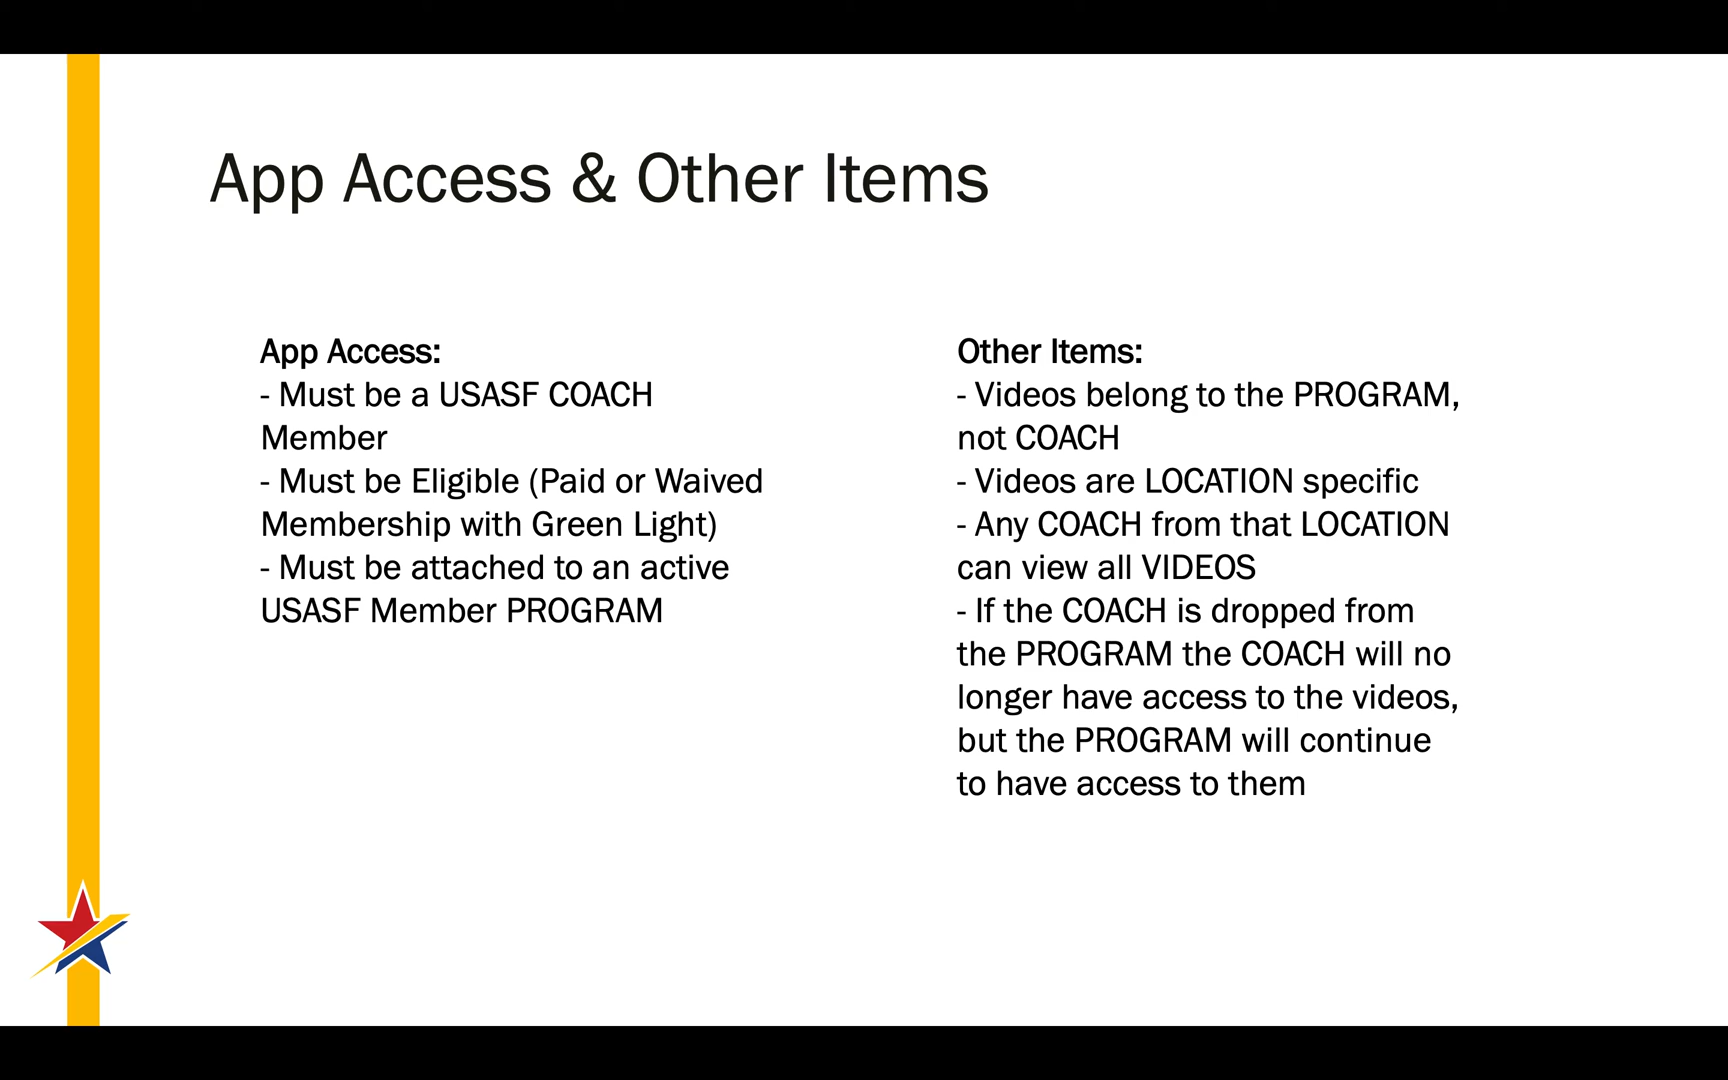 App Access & Other Items
App Access:
- Must be a USASF COACH
Member
- Must be Eligible (Paid or Waived
Membership with Green Light)
- Must be attached to an active
USASF Member PROGRAM
Other Items:
- Videos belong to the PROGRAM,
not COACH
- Videos are LOCATION specific
- Any COACH from that LOCATION
can view all VIDEOS
- If the COACH is dropped from
the PROGRAM the COACH will no
longer have access to the videos,
but the PROGRAM will continue
to have access to them